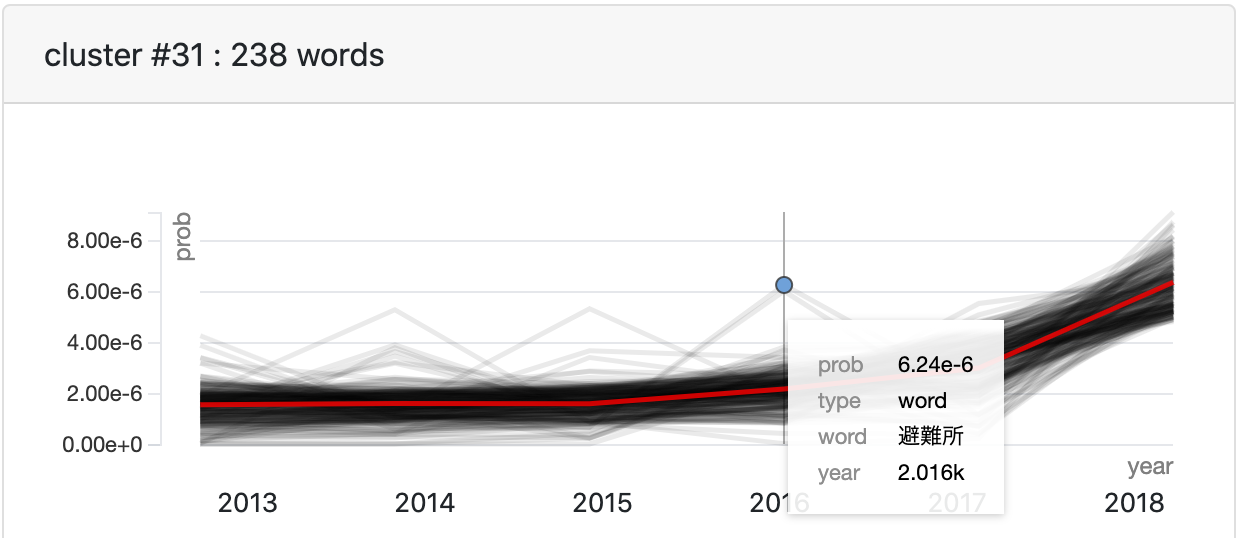 cluster #31 : 238 words
prob
8.00e-6
6.00e-6
4.00e-6
2.00e-6
0.00e+0
prob 6.24e-6
type word
word 避難所
year 2.016k
year
2013 2014 2015 2016 2017 2018